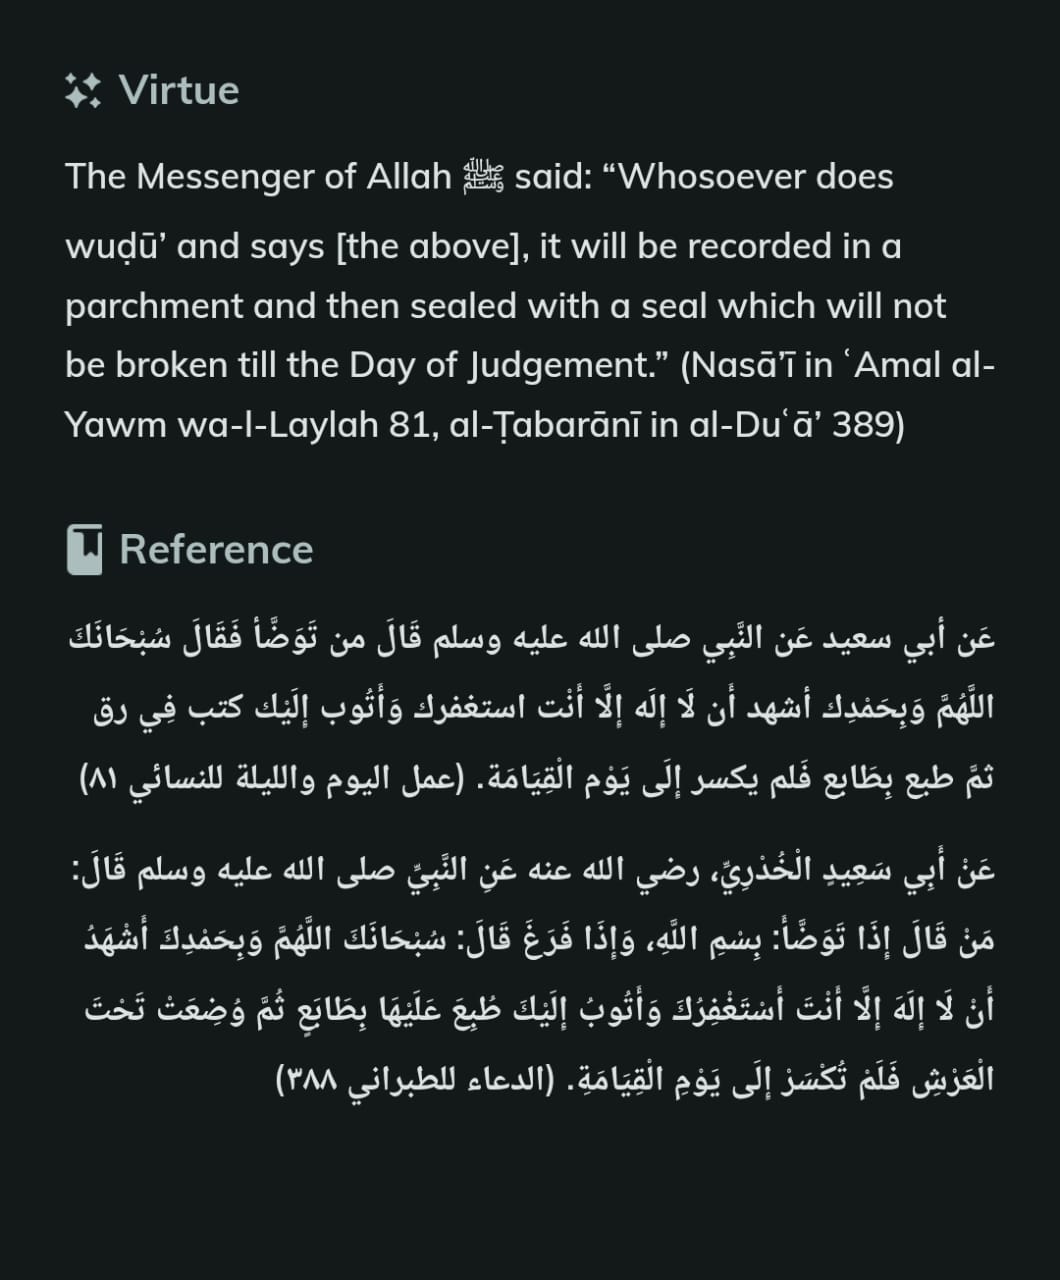 Virtue
The Messenger of Allah ﷺ said: “Whosoever does
wuḍū’ and says [the above], it will be recorded in a
parchment and then sealed with a seal which will not
be broken till the Day of Judgement.” (Nasā’ī in ʿAmal al-
Yawm wa-l-Laylah 81, al-Ṭabarānī in al-Duʿā’ 389)
Reference
عَن أبي سعيد عَن النَّبِي صلى الله عليه وسلم قَالَ من تَوَضَّأ فَقَالَ سُبْحَانَكَ
اللَّهُمَّ وَبِحَمْدِك أشهد أَن لَا إِلَه إِلَّا أَنْت استغفرك وَأَتُوب إِلَيْك كتب فِي رق
ثمَّ طبع بِطَابع فَلم يكسر إِلَى يَوْم الْقِيَامَة. (عمل اليوم والليلة للنسائي ٨١)
عَنْ أَبِي سَعِيدٍ الْخُدْرِيِّ، رضي الله عنه عَنِ النَّبِيِّ صلى الله عليه وسلم قَالَ:
مَنْ قَالَ إِذَا تَوَضَّأَ: بِسْمِ اللَّهِ، وَإِذَا فَرَغَ قَالَ: سُبْحَانَكَ اللَّهُمَّ وَبِحَمْدِكَ أَشْهَدُ
أَنْ لَا إِلَهَ إِلَّا أَنْتَ أَسْتَغْفِرُكَ وَأَتُوبُ إِلَيْكَ طُبِعَ عَلَيْهَا بِطَابَعٍ ثُمَّ وُضِعَتْ تَحْتَ
الْعَرْشِ فَلَمْ تُكْسَرْ إِلَى يَوْمِ الْقِيَامَةِ. (الدعاء للطبراني ٣٨٨)